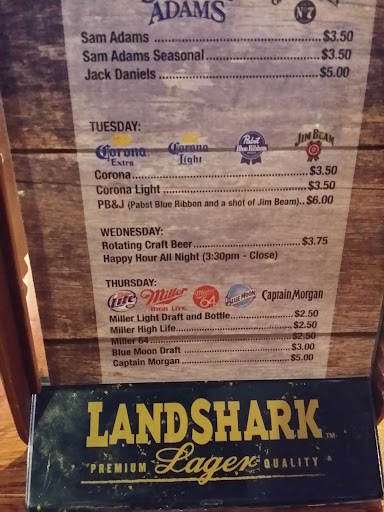 ADAMS
N°7
Sam Adams $3.50
Sam Adams Seasonal $3.50
Jack Daniels $5.00
TUESDAY:
Corona Extra
Corona Light
Pabst Blue Ribbon
JIM BEAM
Corona $3.50
Corona Light $3.50
PB&J (Pabst Blue Ribbon and a shot of Jim Beam).. $6.00
WEDNESDAY:
Rotating Craft Beer $3.75
Happy Hour All Night (3:30pm - Close)
THURSDAY:
Lite
Miller HIGH LIFE
64
BLUE MOON
Captain Morgan
Miller Light Draft and Bottle $2.50
Miller High Life $2.50
Miller 64 $2.50
Blue Moon Draft $3.00
Captain Morgan $5.00
LANDSHARK TM
PREMIUM Lager QUALITY